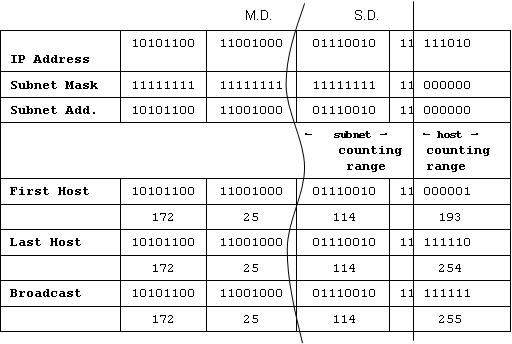 M.D. S.D.
10101100 11001000 01110010 11 111010
IP Address
Subnet Mask 11111111 11111111 11111111 11 000000
Subnet Add. 10101100 11001000 01110010 11 000000
← subnet → ← host →
counting counting
range range
First Host 10101100 11001000 01110010 11 000001
172 25 114 193
Last Host 10101100 11001000 01110010 11 111110
172 25 114 254
Broadcast 10101100 11001000 01110010 11 111111
172 25 114 255